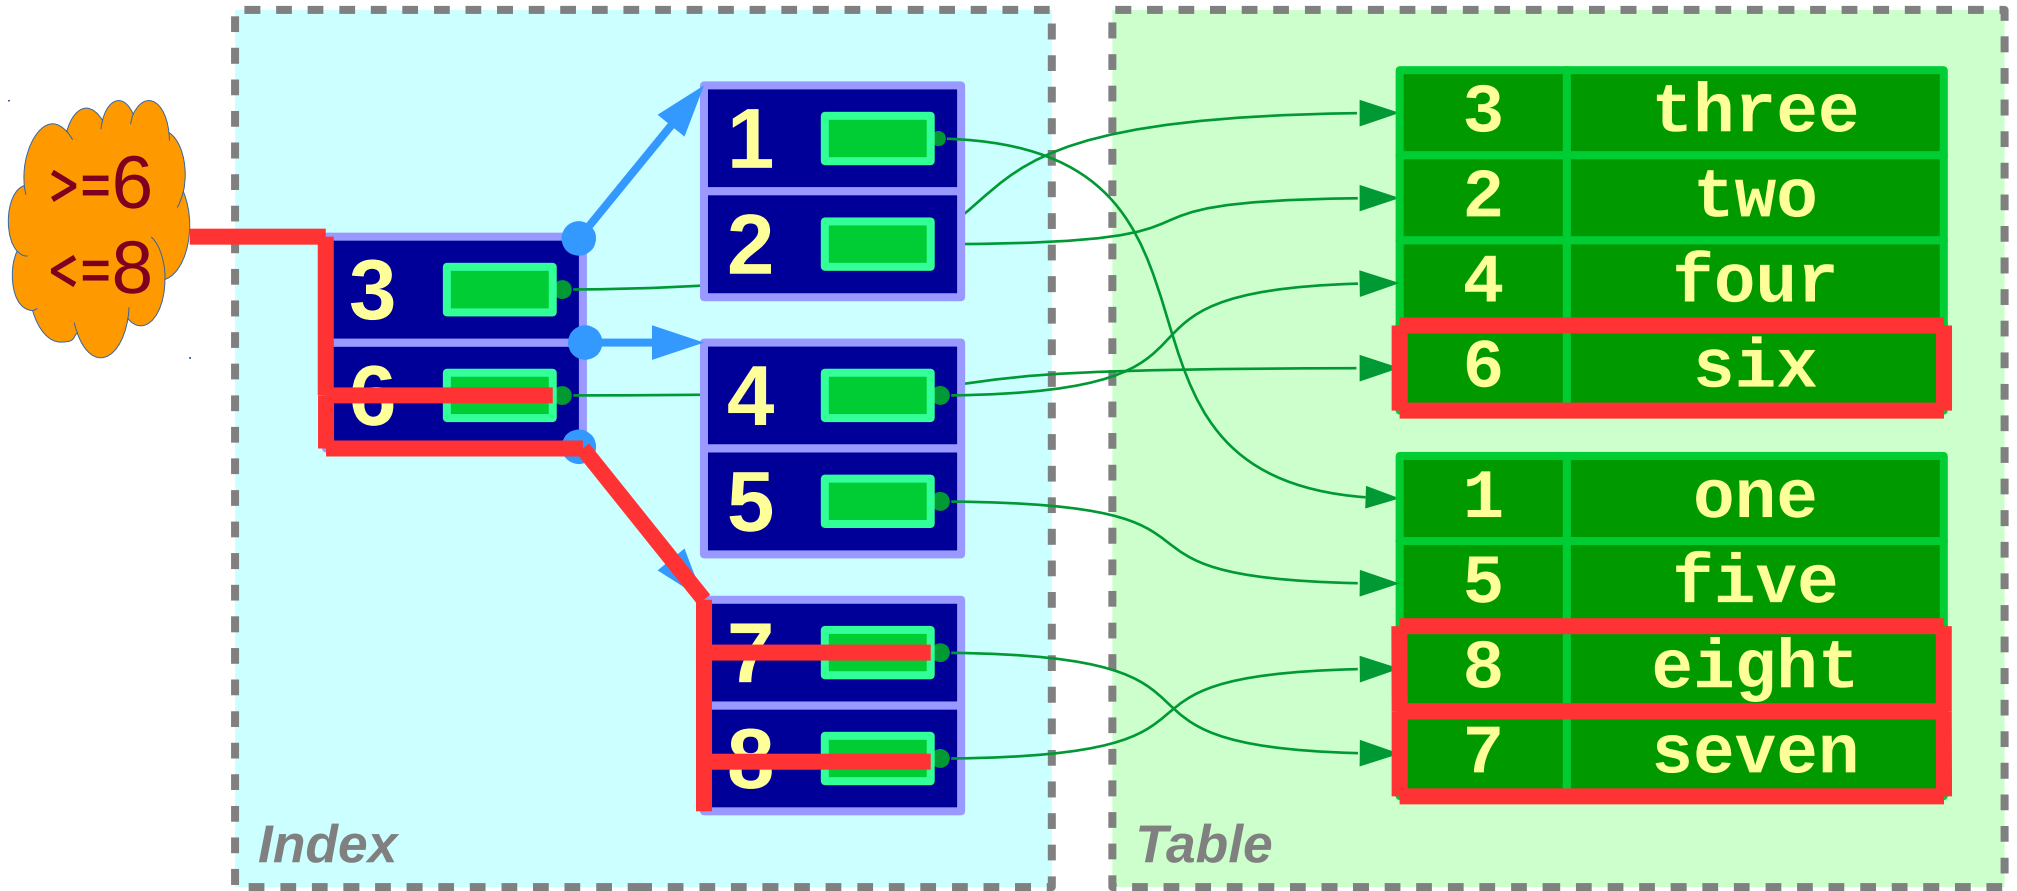 >=6
<=8
3
6
1
2
4
5
7
8
Index
3 three
2 two
4 four
6 six
1 one
5 five
8 eight
7 seven
Table